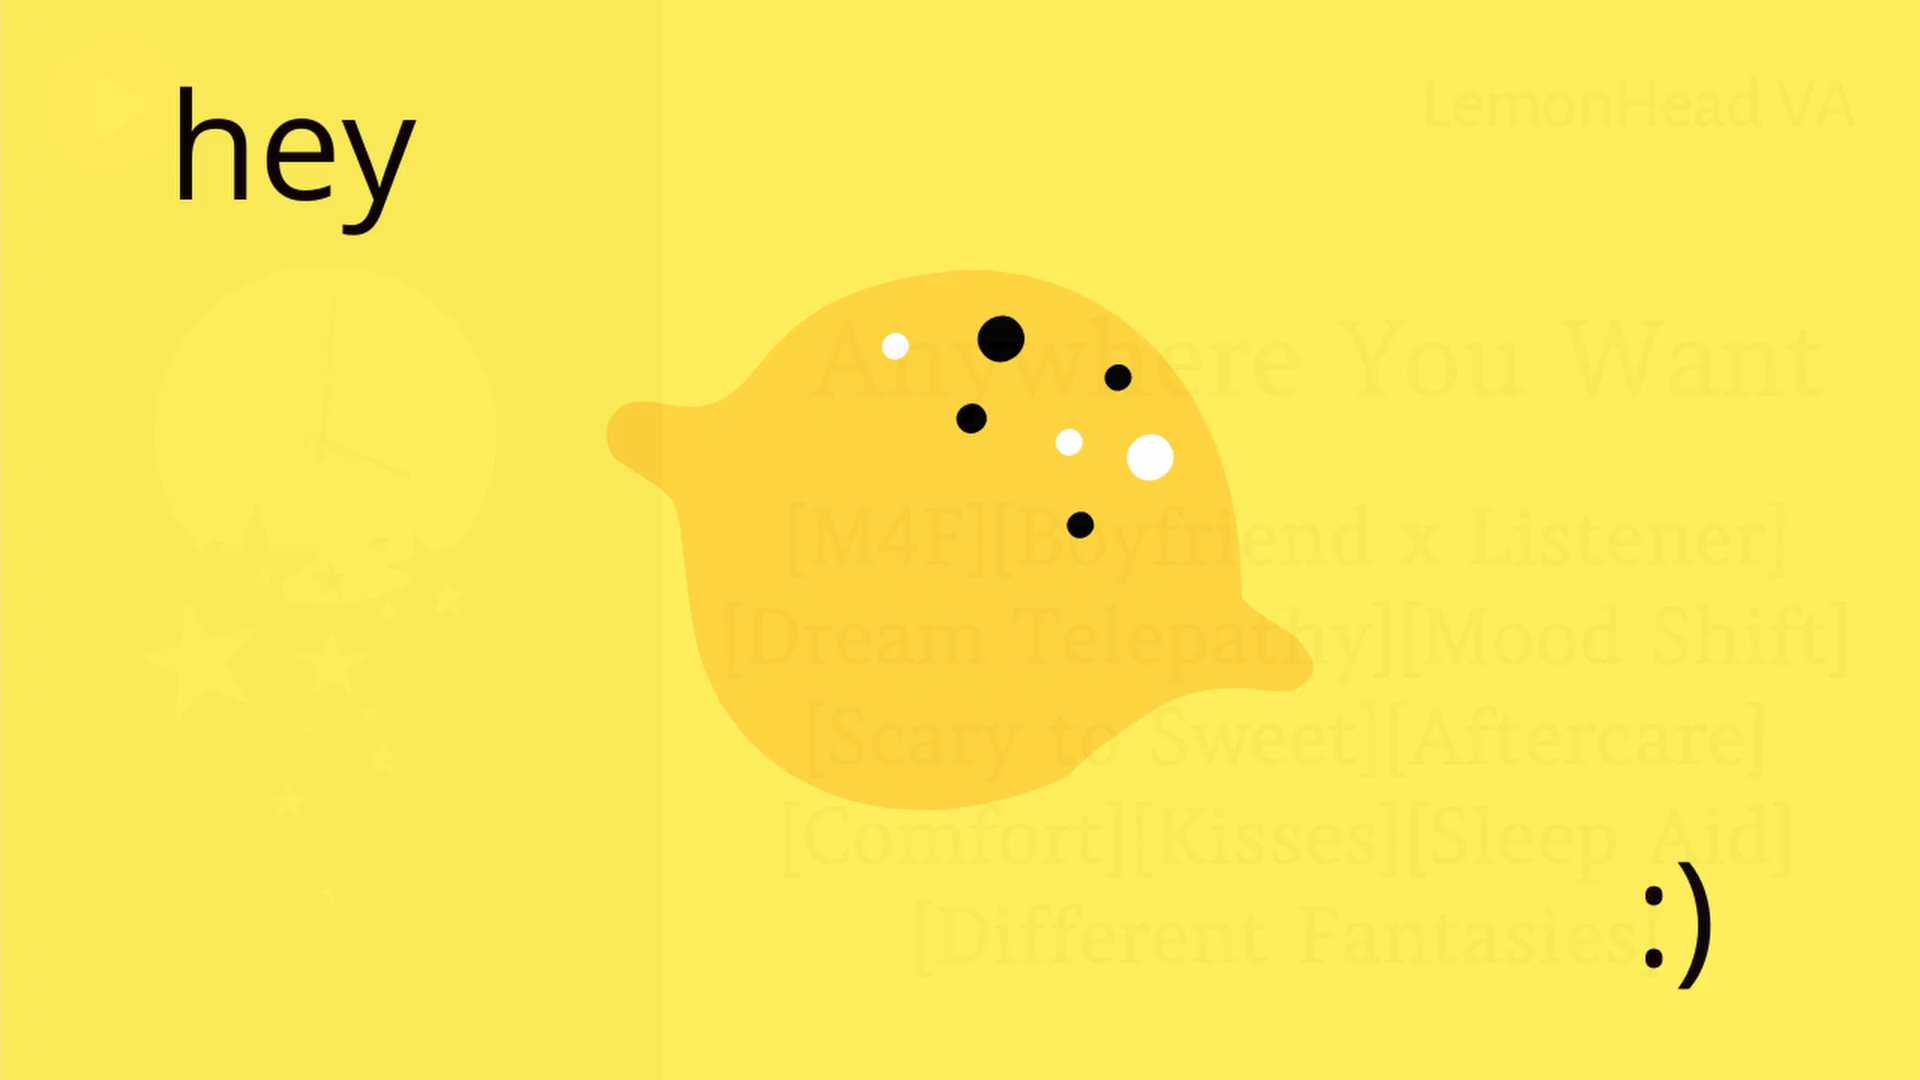 hey
LemonHead VA
Anywhere You Want
[M4F][Boyfriend x Listener]
[Dream Telepathy][Mood Shift]
[Scary to Sweet][Aftercare]
[Comfort][Kisses][Sleep Aid]
[Different Fantasies]
:)